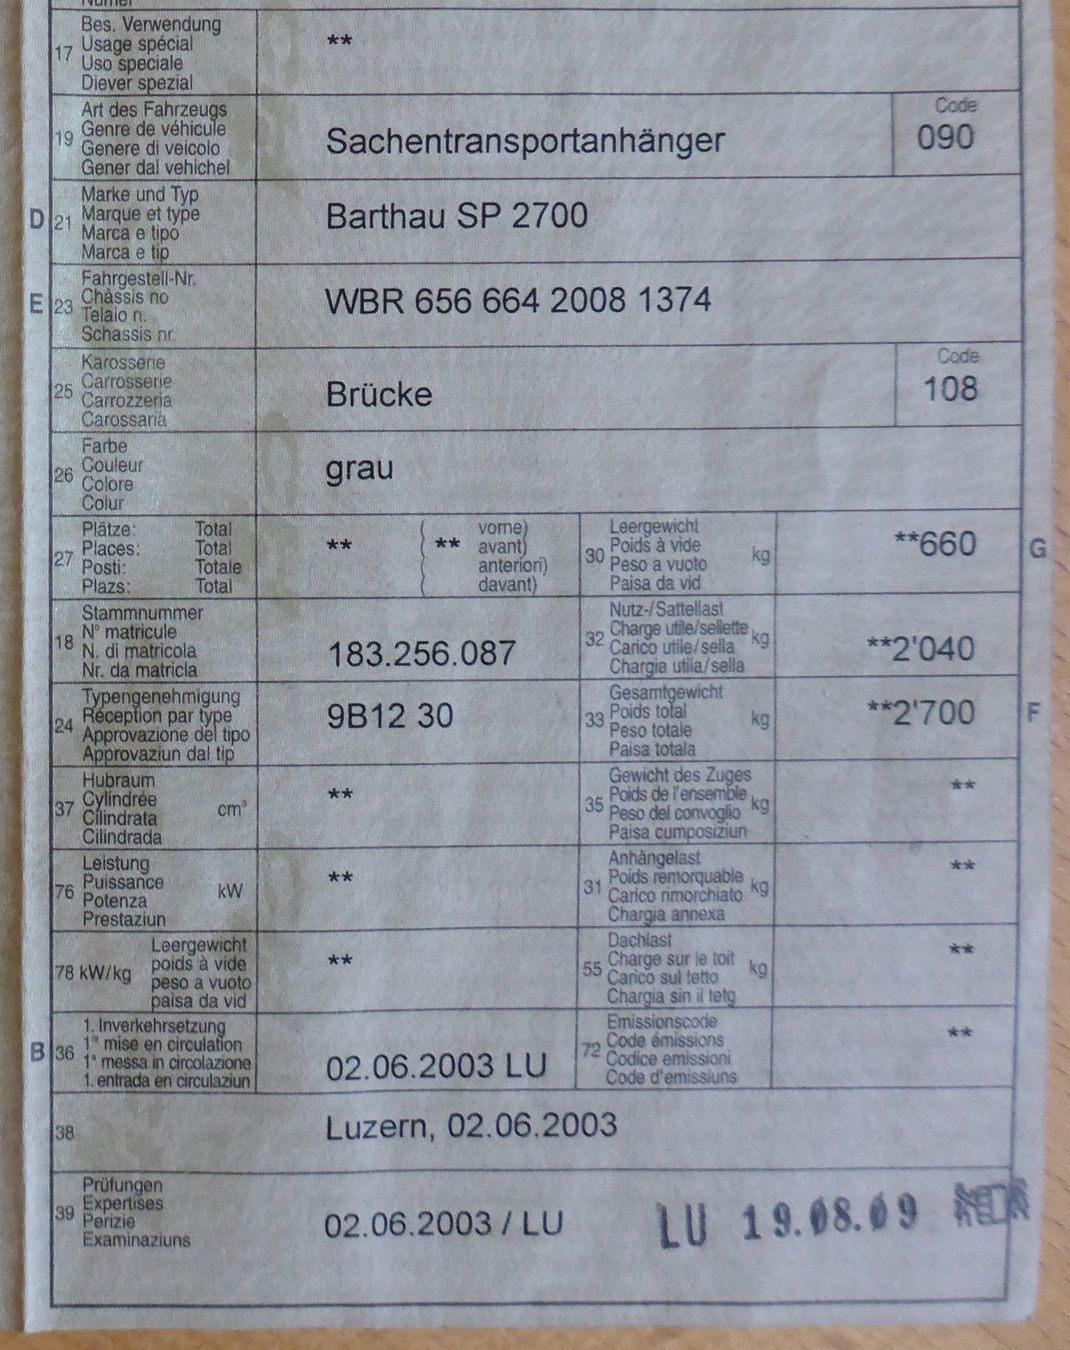 17 Bes. Verwendung
Usage spécial
Uso speciale
Diever spezial
**
19 Art des Fahrzeugs
Genre de véhicule
Genere di veicolo
Gener dal vehichel
Sachentransportanhänger
Code
090
D 21 Marke und Typ
Marque et type
Marca e tipo
Marca e tip
Barthau SP 2700
E 23 Fahrgestell-Nr.
Châssis no
Telaio n.
Schassis nr.
WBR 656 664 2008 1374
25 Karosserie
Carrosserie
Carrozzeria
Carossaria
Brücke
Code
108
26 Farbe
Couleur
Colore
Colur
grau
27 Plätze: Total
Places: Total
Posti: Totale
Plazs: Total
** ( ** vorne)
( avant)
( anteriori)
( davant)
30 Leergewicht
Poids à vide kg
Peso a vuoto
Paisa da vid
**660 G
18 Stammnummer
N° matricule
N. di matricola
Nr. da matricla
183.256.087
32 Nutz-/Sattellast
Charge utile/sellette kg
Carico utile/sella
Chargia utila/sella
**2'040
24 Typengenehmigung
Réception par type
Approvazione del tipo
Approvaziun dal tip
9B12 30
33 Gesamtgewicht
Poids total kg
Peso totale
Paisa totala
**2'700 F
37 Hubraum
Cylindrée cm³
Cilindrata
Cilindrada
**
35 Gewicht des Zuges
Poids de l'ensemble kg
Peso del convoglio
Paisa cumposiziun
**
76 Leistung
Puissance kW
Potenza
Prestaziun
**
31 Anhängelast
Poids remorquable kg
Carico rimorchiato
Chargia annexa
**
78 kW/kg Leergewicht
poids à vide
peso a vuoto
paisa da vid
**
55 Dachlast
Charge sur le toit kg
Carico sul tetto
Chargia sin il tetg
**
B 36 1. Inverkehrsetzung
1re mise en circulation
1a messa in circolazione
1. entrada en circulaziun
02.06.2003 LU
72 Emissionscode
Code émissions
Codice emissioni
Code d'emissiuns
**
38 Luzern, 02.06.2003
39 Prüfungen
Expertises
Perizie
Examinaziuns
02.06.2003 / LU
LU 19.08.09